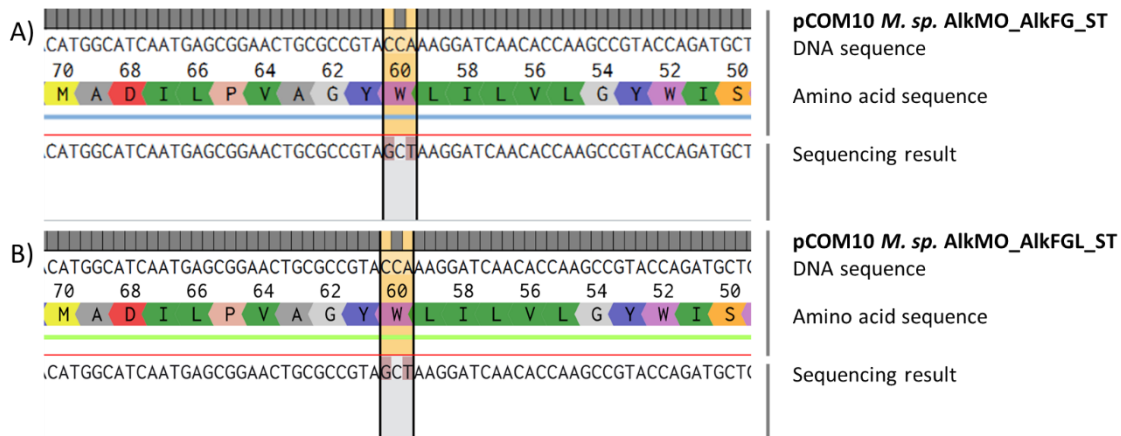 A)
pCOM10 M. sp. AlkMO_AlkFG_ST
CATGGCATCAATGAGCGGAACTGCGCCGTACCAAAGGATCAACACCAAGCCGTACCAGATGCT
DNA sequence
70 68 66 64 62 60 58 56 54 52 50
M A D I L P V A G Y W L I L V L G Y W I S
Amino acid sequence
CATGGCATCAATGAGCGGAACTGCGCCGTAGCTAAGGATCAACACCAAGCCGTACCAGATGCT
Sequencing result
B)
pCOM10 M. sp. AlkMO_AlkFGL_ST
CATGGCATCAATGAGCGGAACTGCGCCGTACCAAAGGATCAACACCAAGCCGTACCAGATGCT
DNA sequence
70 68 66 64 62 60 58 56 54 52 50
M A D I L P V A G Y W L I L V L G Y W I S
Amino acid sequence
CATGGCATCAATGAGCGGAACTGCGCCGTAGCTAAGGATCAACACCAAGCCGTACCAGATGCT
Sequencing result